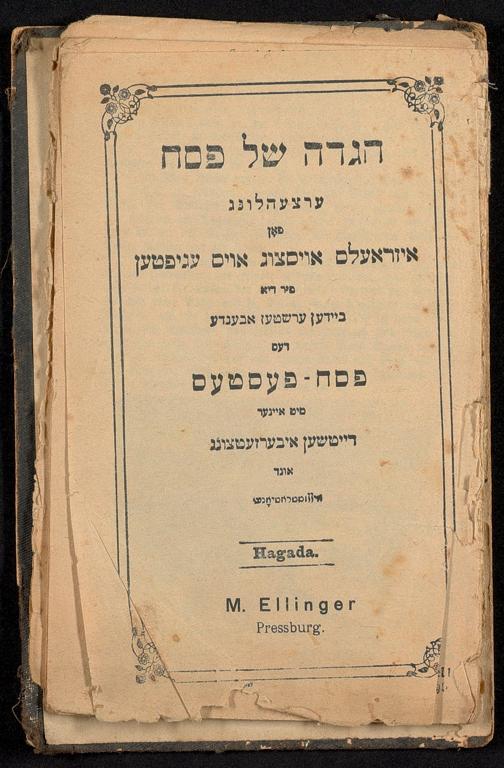 הגדה של פסח
ערצעהלונג
פאן
איזראעלס אויסצוג אויס עגיפטען
פיר דיא
ביידען ערשטען אבענדע
דעס
פסח-פעסטעס
מיט איינער
דייטשען איבערזעטצונג
אונד
Hagada.
M. Ellinger
Pressburg.